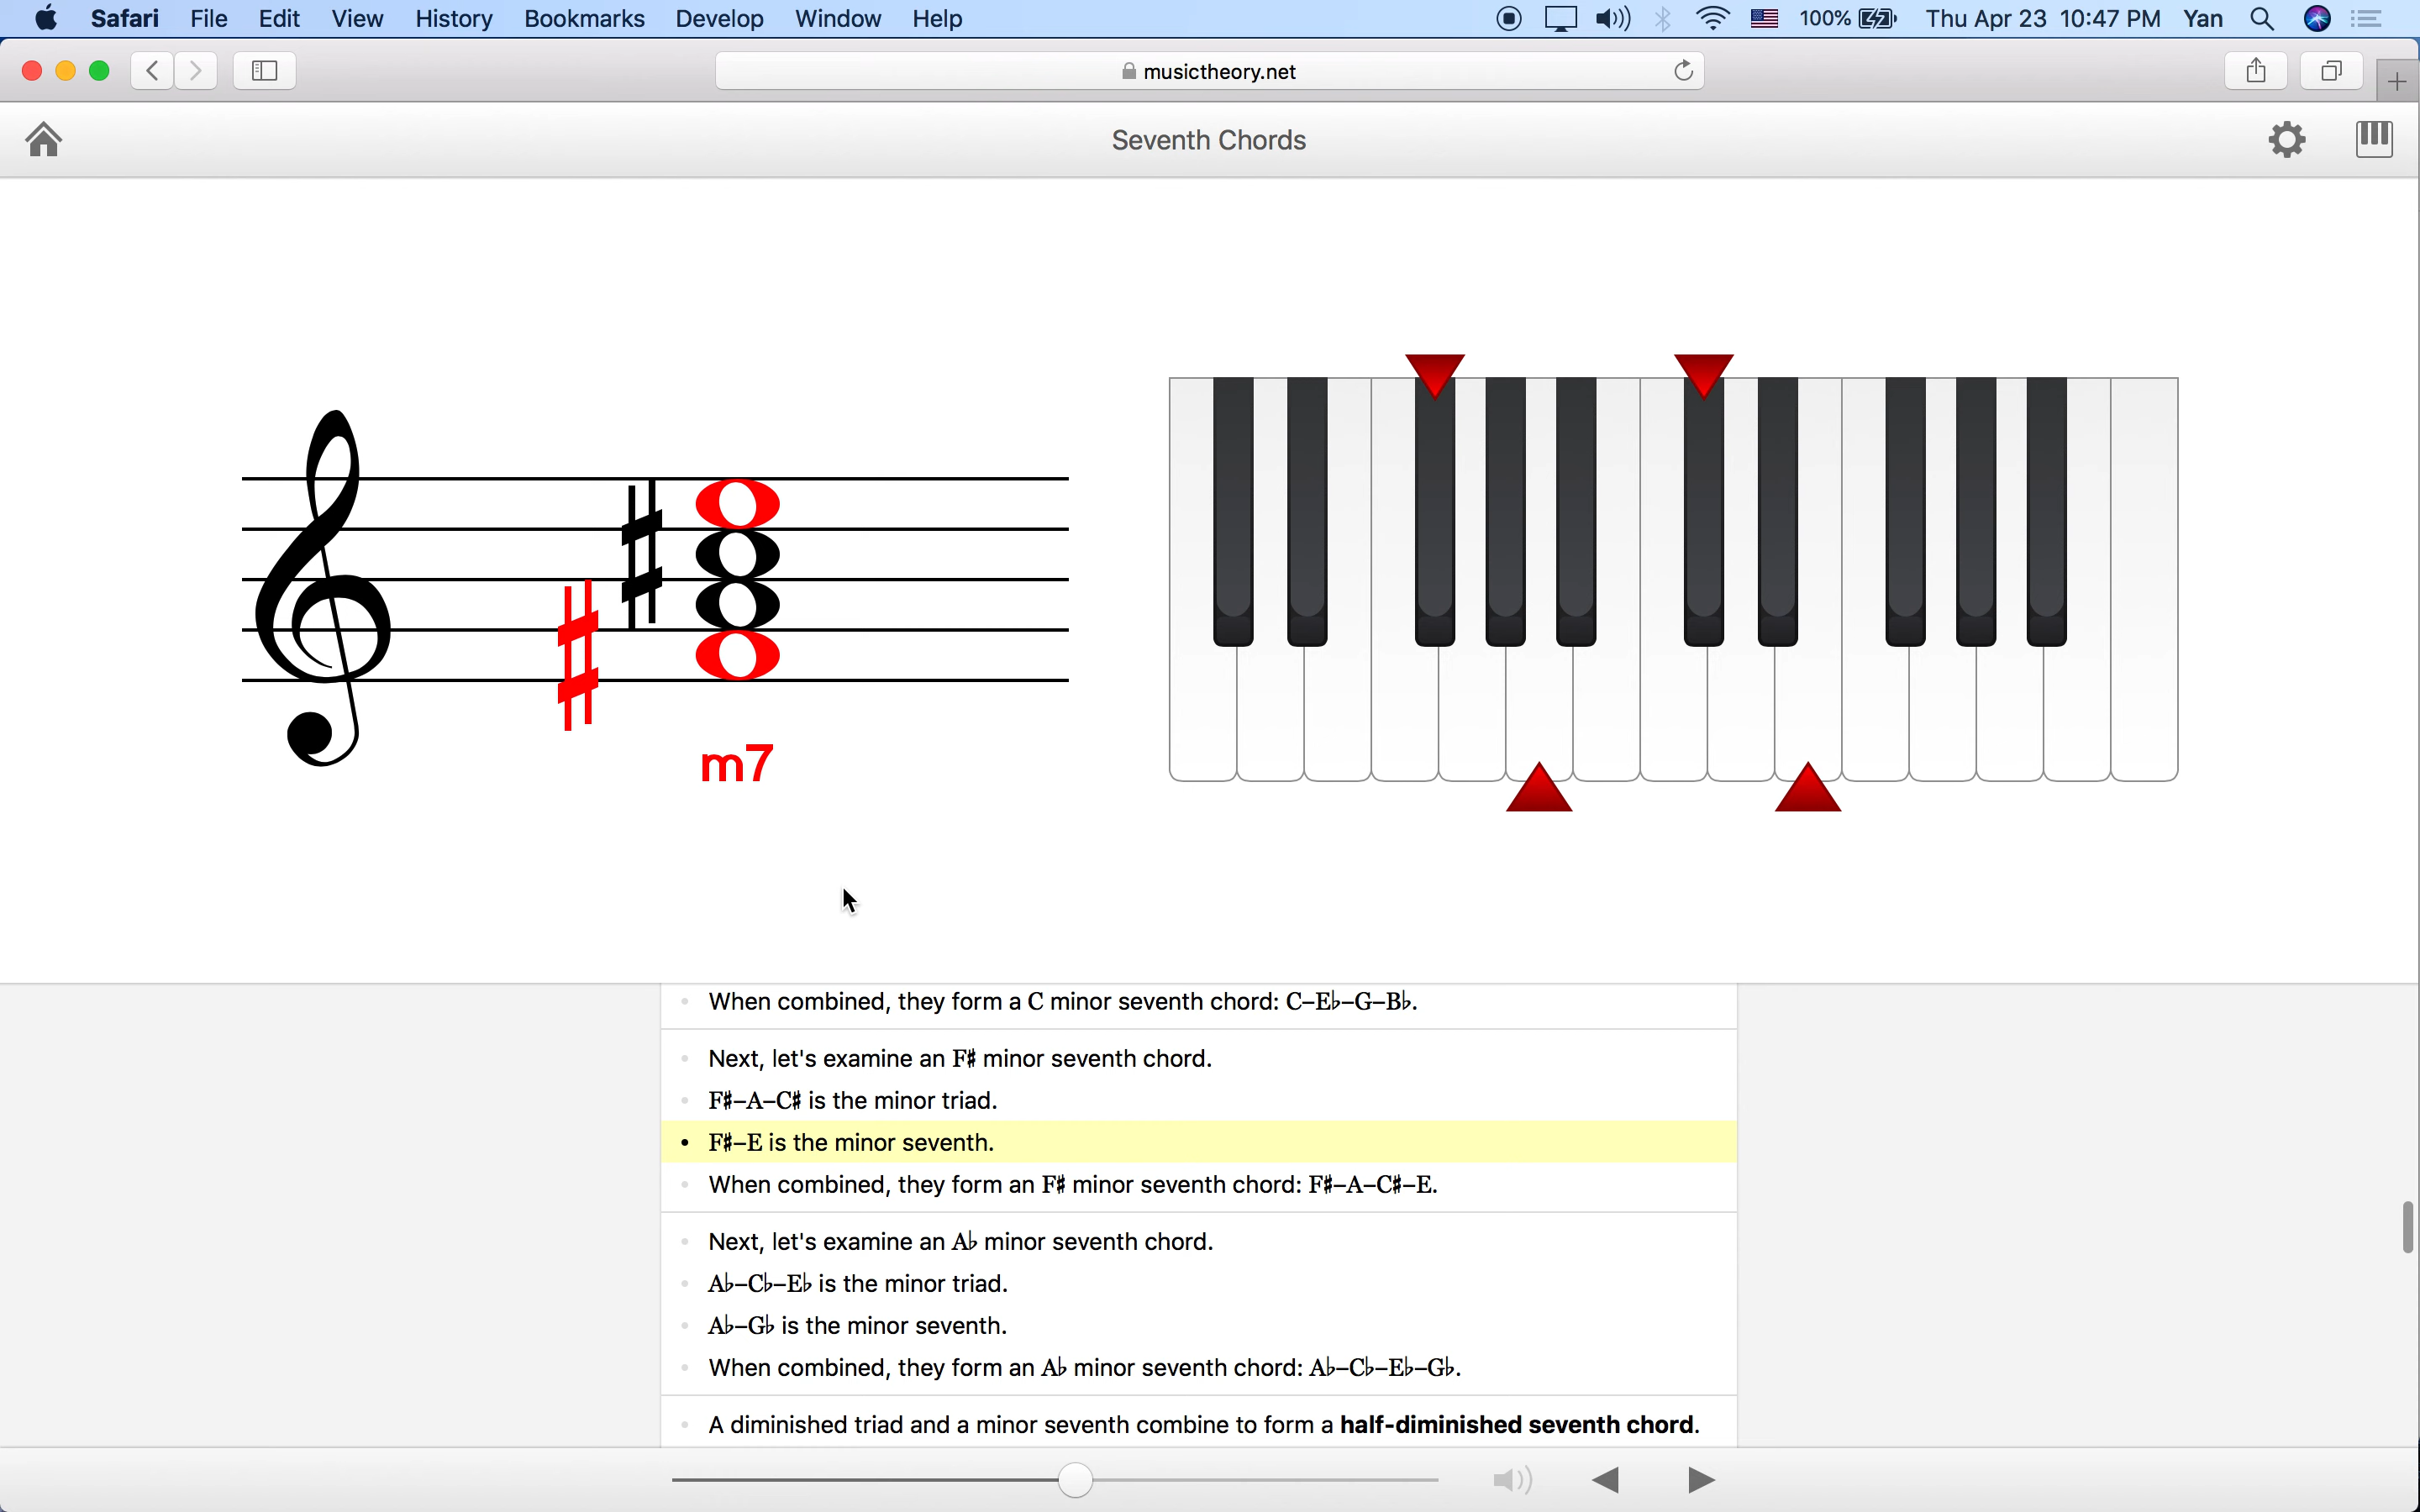 Safari File Edit View History Bookmarks Develop Window Help 100% Thu Apr 23 10:47 PM Yan
musictheory.net
Seventh Chords
m7
When combined, they form a C minor seventh chord: C–E♭–G–B♭.
Next, let's examine an F♯ minor seventh chord.
F♯–A–C♯ is the minor triad.
F♯–E is the minor seventh.
When combined, they form an F♯ minor seventh chord: F♯–A–C♯–E.
Next, let's examine an A♭ minor seventh chord.
A♭–C♭–E♭ is the minor triad.
A♭–G♭ is the minor seventh.
When combined, they form an A♭ minor seventh chord: A♭–C♭–E♭–G♭.
A diminished triad and a minor seventh combine to form a half-diminished seventh chord.